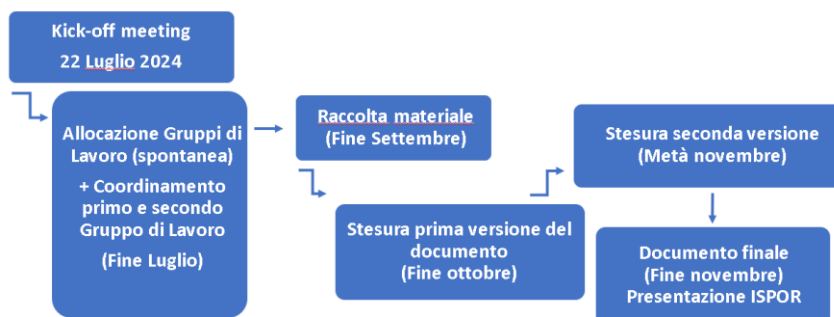 Kick-off meeting
22 Luglio 2024
Allocazione Gruppi di
Lavoro (spontanea)
+ Coordinamento
primo e secondo
Gruppo di Lavoro
(Fine Luglio)
Raccolta materiale
(Fine Settembre)
Stesura prima versione del
documento
(Fine ottobre)
Stesura seconda versione
(Metà novembre)
Documento finale
(Fine novembre)
Presentazione ISPOR